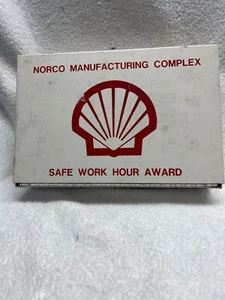 NORCO MANUFACTURING COMPLEX
SAFE WORK HOUR AWARD